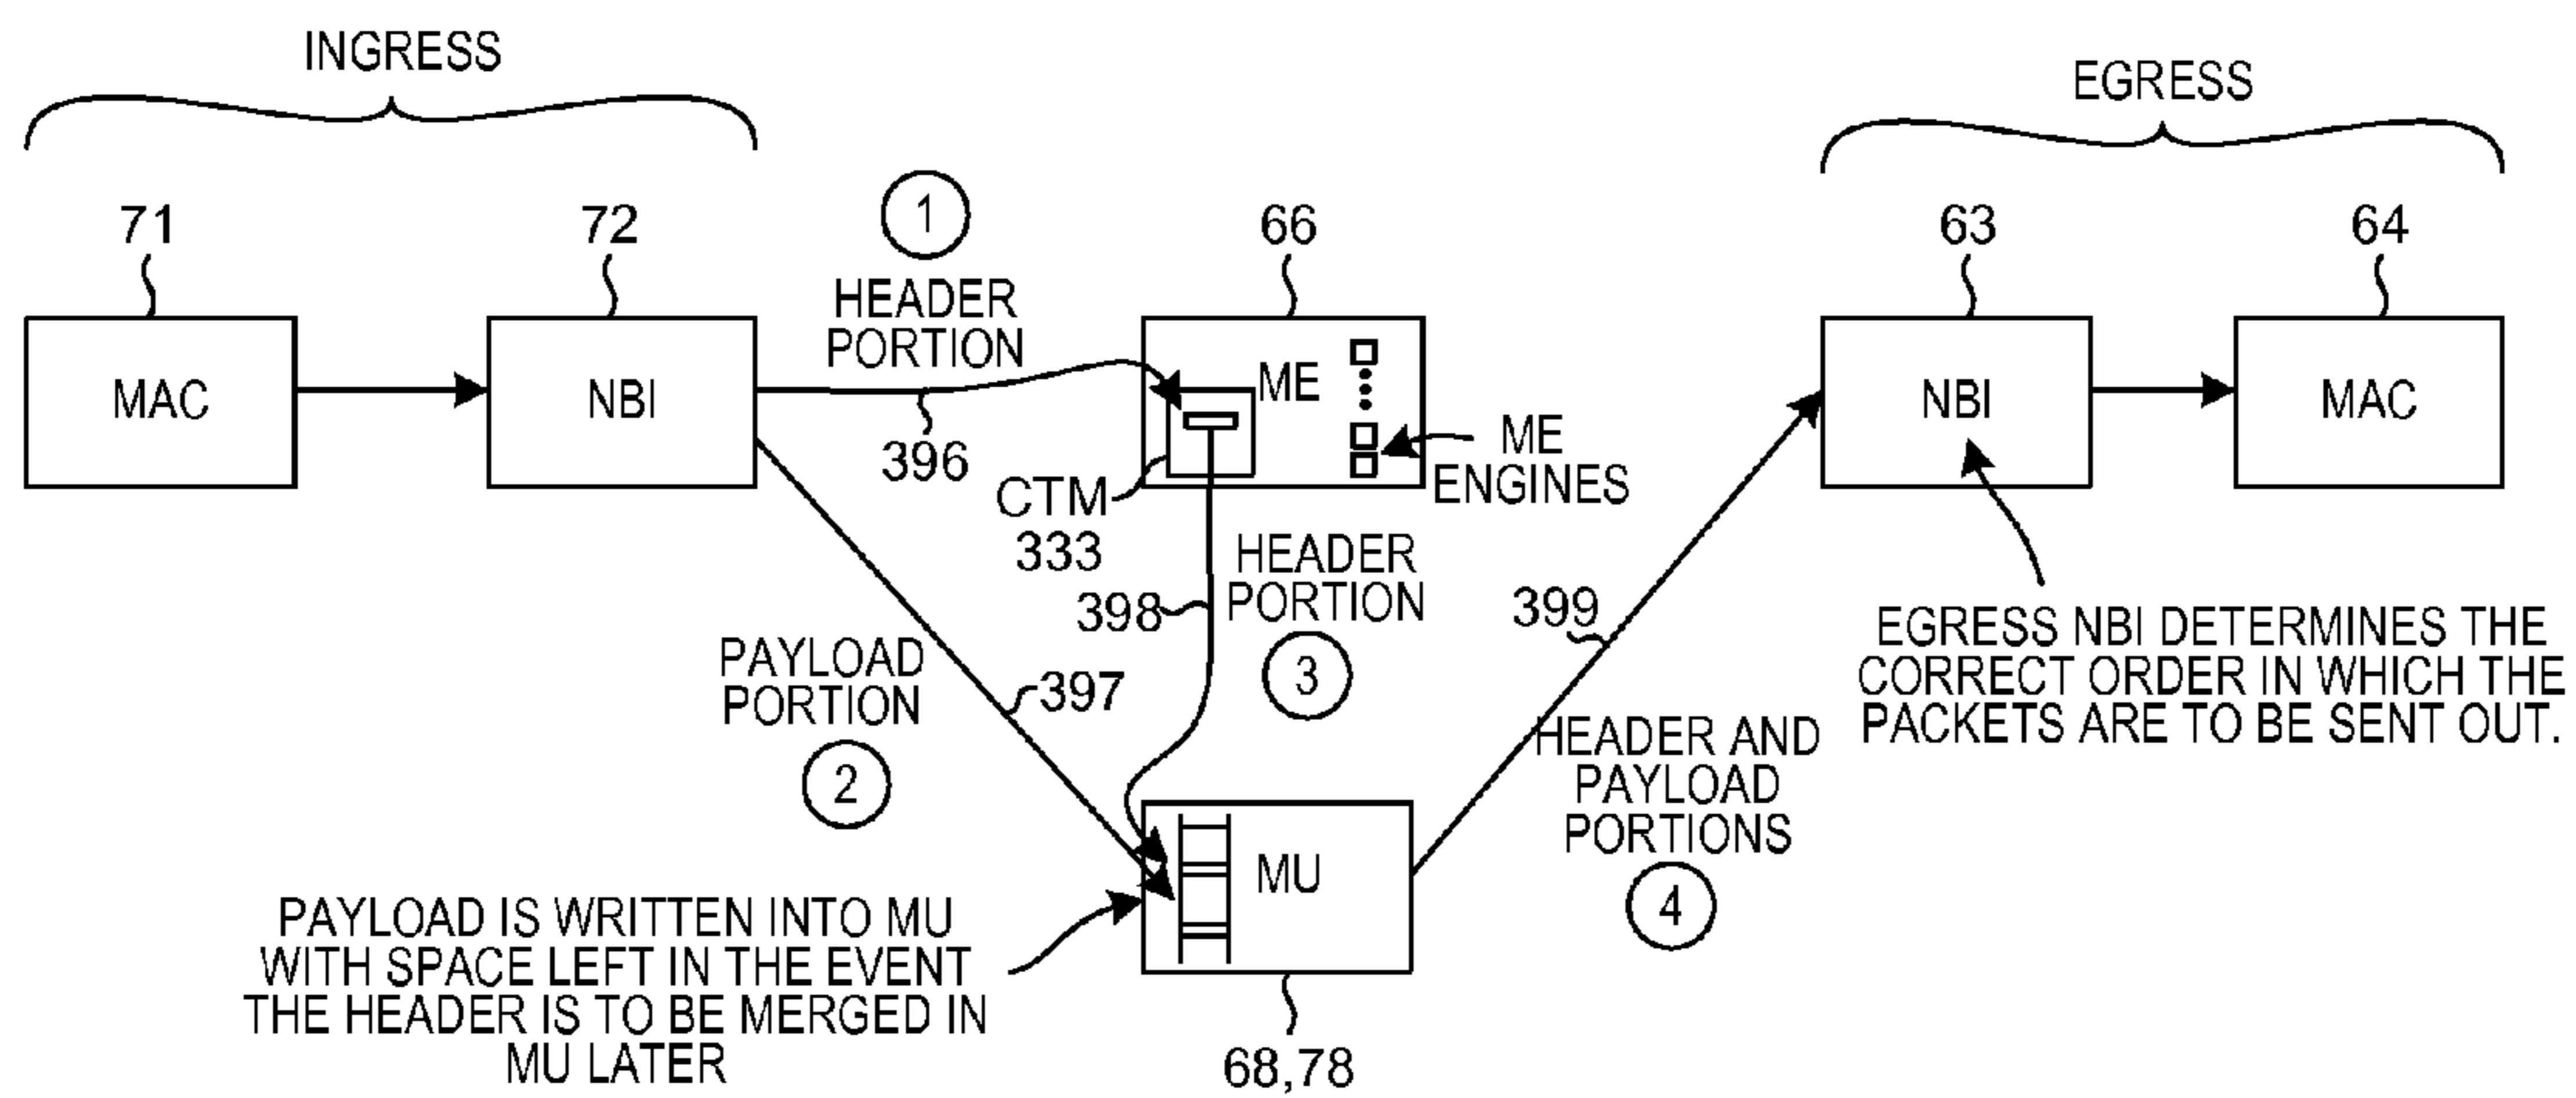 INGRESS
EGRESS
71
72
1
66
63
64
HEADER
PORTION
MAC
NBI
ME
NBI
MAC
396
ME
ENGINES
CTM
333
HEADER
PORTION
398
3
399
PAYLOAD
PORTION
397
2
EGRESS NBI DETERMINES THE
CORRECT ORDER IN WHICH THE
PACKETS ARE TO BE SENT OUT.
HEADER AND
PAYLOAD
PORTIONS
4
MU
PAYLOAD IS WRITTEN INTO MU
WITH SPACE LEFT IN THE EVENT
THE HEADER IS TO BE MERGED IN
MU LATER
68,78